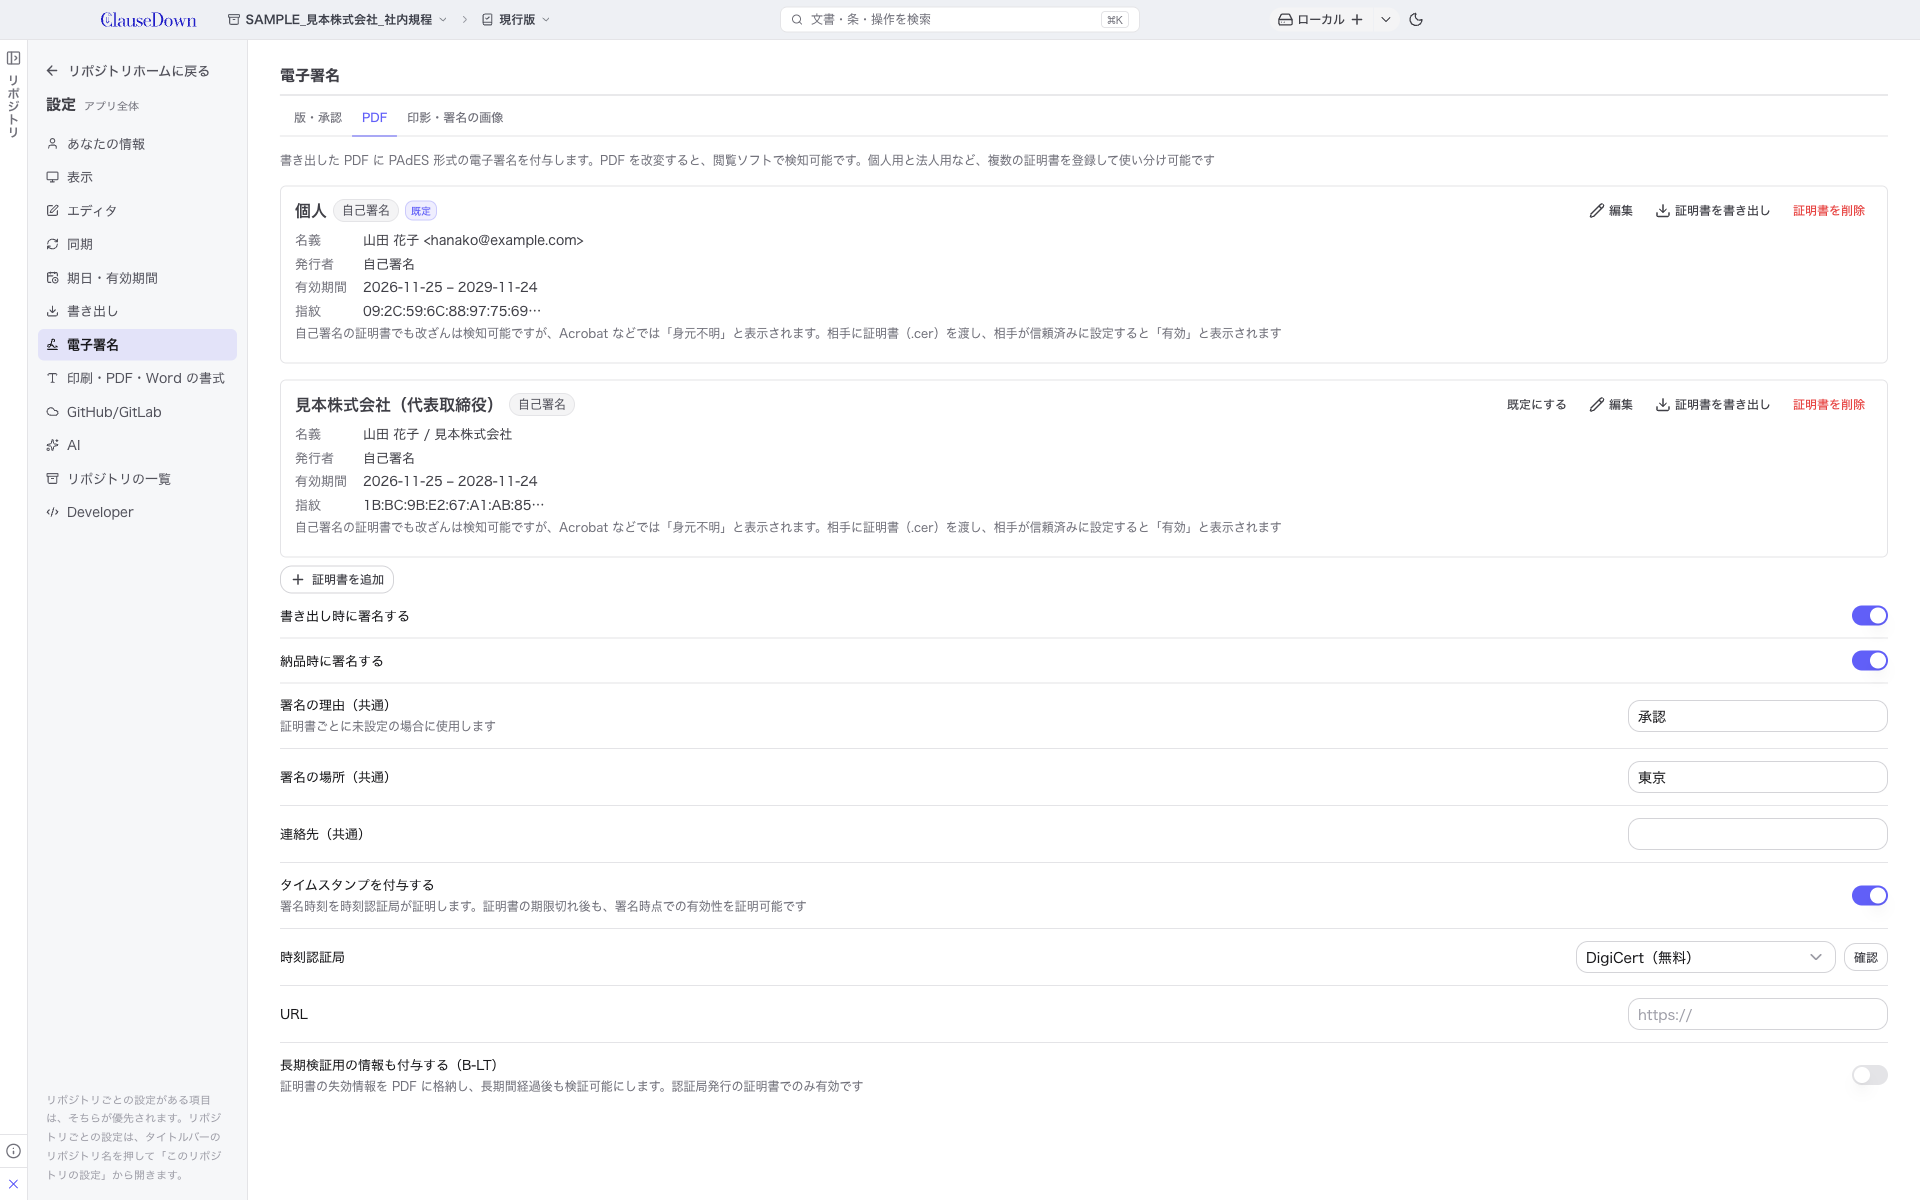 ClauseDown
SAMPLE_見本株式会社_社内規程
現行版
文書・条・操作を検索
⌘K
ローカル
リポジトリ
リポジトリホームに戻る
設定 アプリ全体
あなたの情報
表示
エディタ
同期
期日・有効期間
書き出し
電子署名
印刷・PDF・Word の書式
GitHub/GitLab
AI
リポジトリの一覧
Developer
リポジトリごとの設定がある項目
は、そちらが優先されます。リポジ
トリごとの設定は、タイトルバーの
リポジトリ名を押して「このリポジ
トリの設定」から開きます。
電子署名
版・承認 PDF 印影・署名の画像
書き出した PDF に PAdES 形式の電子署名を付与します。PDF を改変すると、閲覧ソフトで検知可能です。個人用と法人用など、複数の証明書を登録して使い分け可能です
個人 自己署名 既定 編集 証明書を書き出し 証明書を削除
名義 山田 花子 <hanako@example.com>
発行者 自己署名
有効期間 2026-11-25 – 2029-11-24
指紋 09:2C:59:6C:88:97:75:69…
自己署名の証明書でも改ざんは検知可能ですが、Acrobat などでは「身元不明」と表示されます。相手に証明書（.cer）を渡し、相手が信頼済みに設定すると「有効」と表示されます
見本株式会社（代表取締役） 自己署名 既定にする 編集 証明書を書き出し 証明書を削除
名義 山田 花子 / 見本株式会社
発行者 自己署名
有効期間 2026-11-25 – 2028-11-24
指紋 1B:BC:9B:E2:67:A1:AB:85…
自己署名の証明書でも改ざんは検知可能ですが、Acrobat などでは「身元不明」と表示されます。相手に証明書（.cer）を渡し、相手が信頼済みに設定すると「有効」と表示されます
証明書を追加
書き出し時に署名する
納品時に署名する
署名の理由（共通）
証明書ごとに未設定の場合に使用します
承認
署名の場所（共通）
東京
連絡先（共通）
タイムスタンプを付与する
署名時刻を時刻認証局が証明します。証明書の期限切れ後も、署名時点での有効性を証明可能です
時刻認証局
DigiCert（無料）
確認
URL
https://
長期検証用の情報も付与する（B-LT）
証明書の失効情報を PDF に格納し、長期間経過後も検証可能にします。認証局発行の証明書でのみ有効です